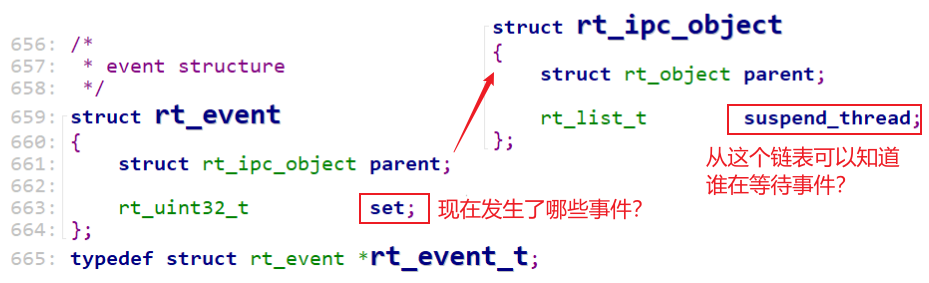 656: /*
657:  * event structure
658:  */
659: struct rt_event
660: {
661:     struct rt_ipc_object parent;
662:
663:     rt_uint32_t          set;
664: };
665: typedef struct rt_event *rt_event_t;
现在发生了哪些事件？
struct rt_ipc_object
{
    struct rt_object parent;
    rt_list_t        suspend_thread;
};
从这个链表可以知道
谁在等待事件？